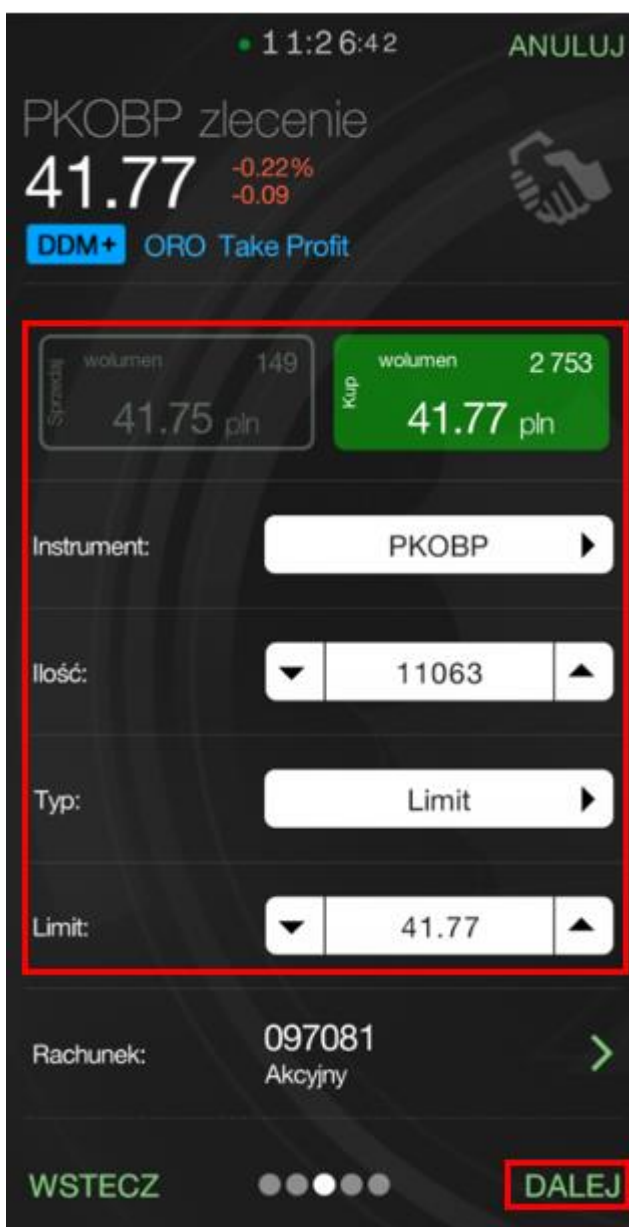 11:26:42 ANULUJ
PKOBP zlecenie
41.77 -0.22%
-0.09
DDM+ ORO Take Profit
Sprzedaj wolumen 149
41.75 pln
Kup wolumen 2 753
41.77 pln
Instrument: PKOBP
Ilość: 11063
Typ: Limit
Limit: 41.77
Rachunek: 097081
Akcyjny
WSTECZ DALEJ